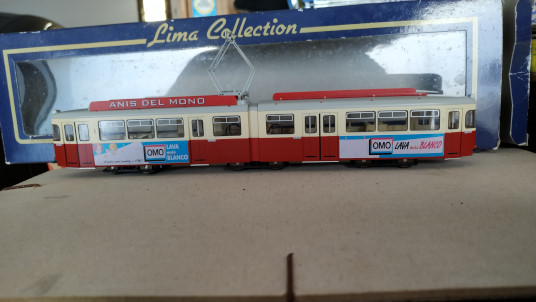 Lima Collection
ANIS DEL MONO
OMO
LAVA
BLANCO
OMO LAVA BLANCO